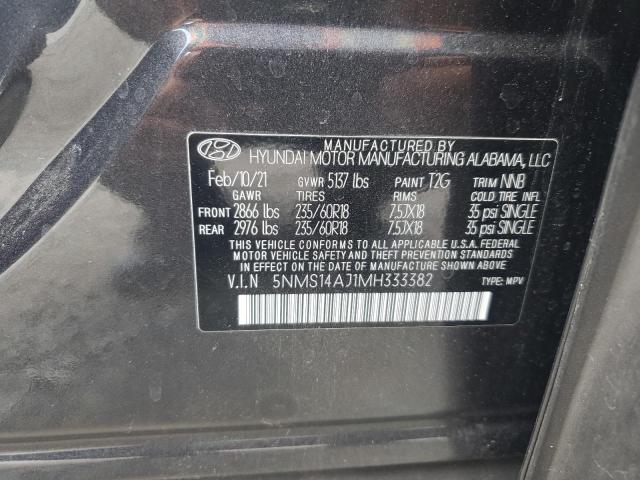 MANUFACTURED BY
HYUNDAI MOTOR MANUFACTURING ALABAMA, LLC
Feb/10/21 GVWR 5137 lbs PAINT T2G TRIM NNB
GAWR TIRES RIMS COLD TIRE INFL
FRONT 2866 lbs 235/60R18 7.5JX18 35 psi SINGLE
REAR 2976 lbs 235/60R18 7.5JX18 35 psi SINGLE
THIS VEHICLE CONFORMS TO ALL APPLICABLE U.S.A. FEDERAL
MOTOR VEHICLE SAFETY AND THEFT PREVENTION STANDARDS
IN EFFECT ON THE DATE OF MANUFACTURE SHOWN ABOVE.
V.I.N 5NMS14AJ1MH333382 TYPE: MPV